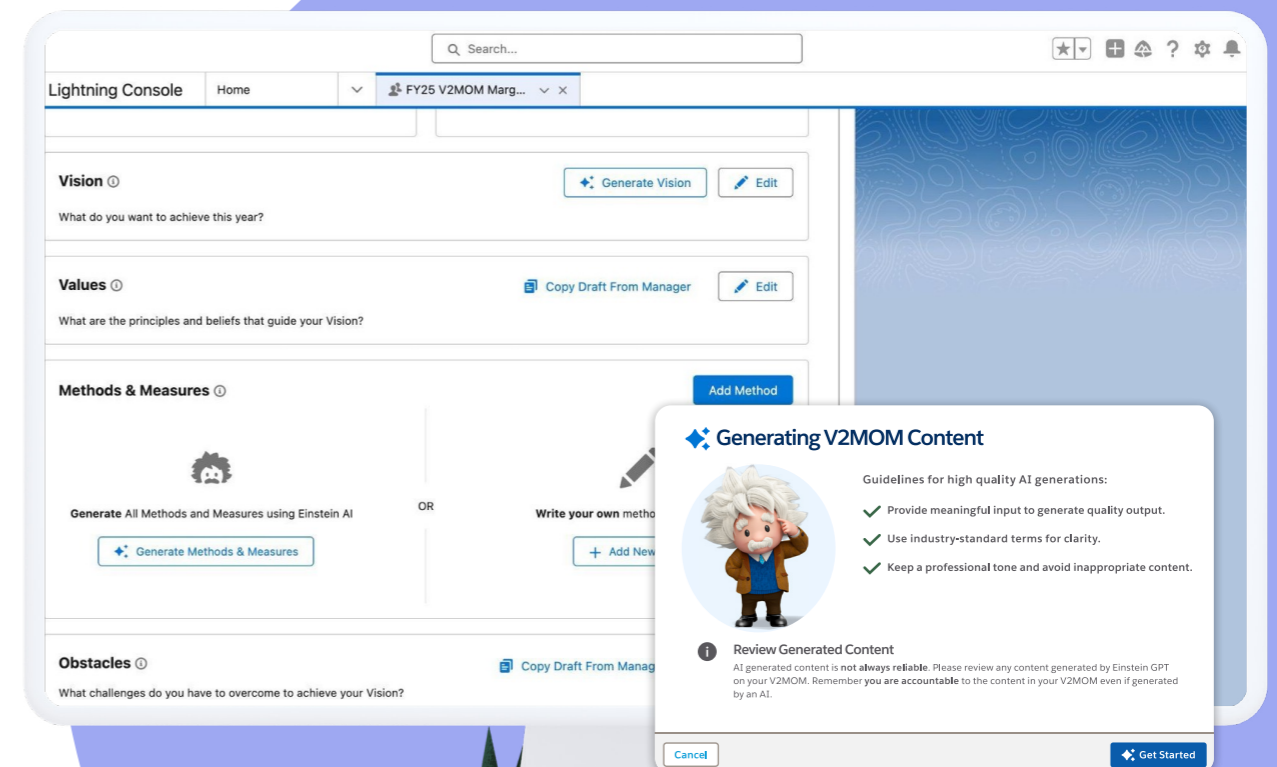 Search...
Lightning Console
Home
FY25 V2MOM Marg...
Vision
Generate Vision
Edit
What do you want to achieve this year?
Values
Copy Draft From Manager
Edit
What are the principles and beliefs that guide your Vision?
Methods & Measures
Add Method
Generate All Methods and Measures using Einstein AI
Generate Methods & Measures
OR
Write your own metho
+ Add New
Obstacles
Copy Draft From Manag
What challenges do you have to overcome to achieve your Vision?
Generating V2MOM Content
Guidelines for high quality AI generations:
Provide meaningful input to generate quality output.
Use industry-standard terms for clarity.
Keep a professional tone and avoid inappropriate content.
Review Generated Content
AI generated content is not always reliable. Please review any content generated by Einstein GPT
on your V2MOM. Remember you are accountable to the content in your V2MOM even if generated
by an AI.
Cancel
Get Started